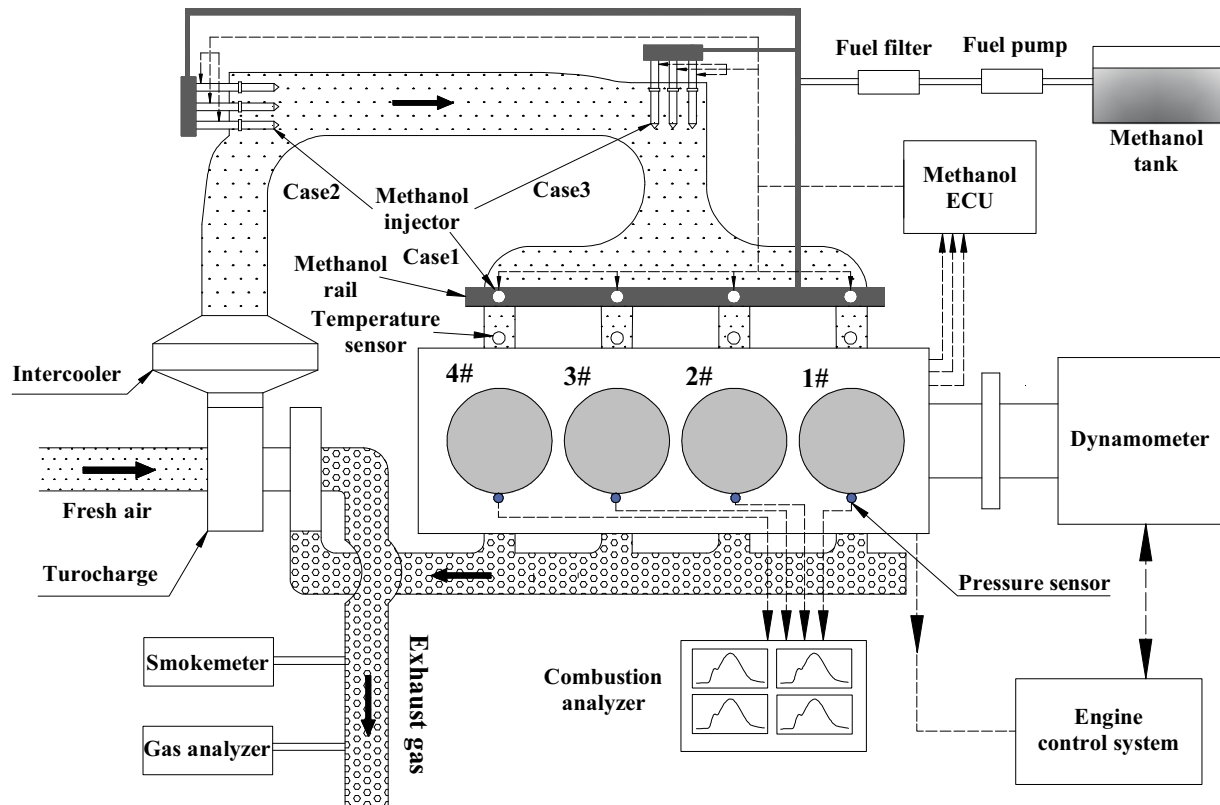 Fuel filter
Fuel pump
Methanol
tank
Methanol
ECU
Case2
Methanol
injector
Case3
Case1
Methanol
rail
Temperature
sensor
Intercooler
4#
3#
2#
1#
Dynamometer
Fresh air
Turocharge
Pressure sensor
Smokemeter
Exhaust gas
Combustion
analyzer
Gas analyzer
Engine
control system